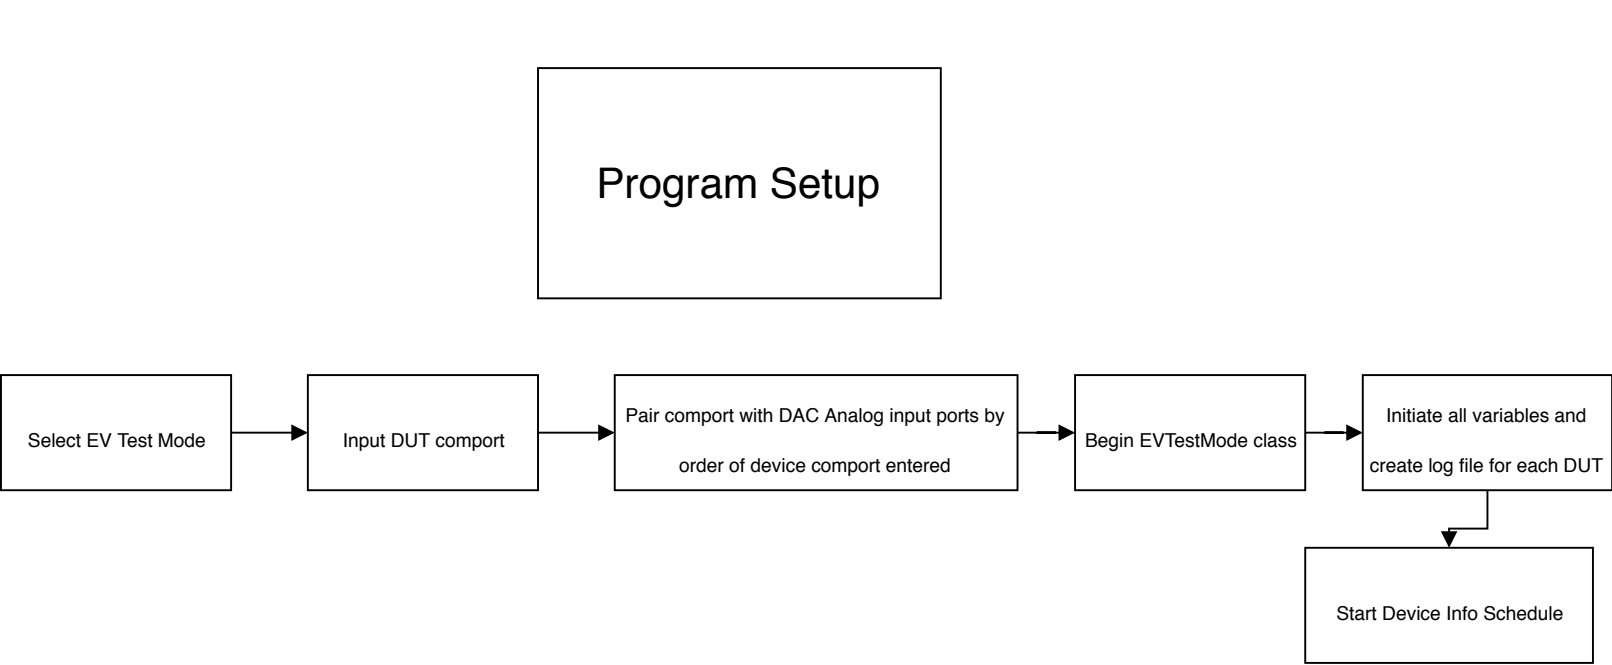 Program Setup
Select EV Test Mode
Input DUT comport
Pair comport with DAC Analog input ports by
order of device comport entered
Begin EVTestMode class
Initiate all variables and
create log file for each DUT
Start Device Info Schedule